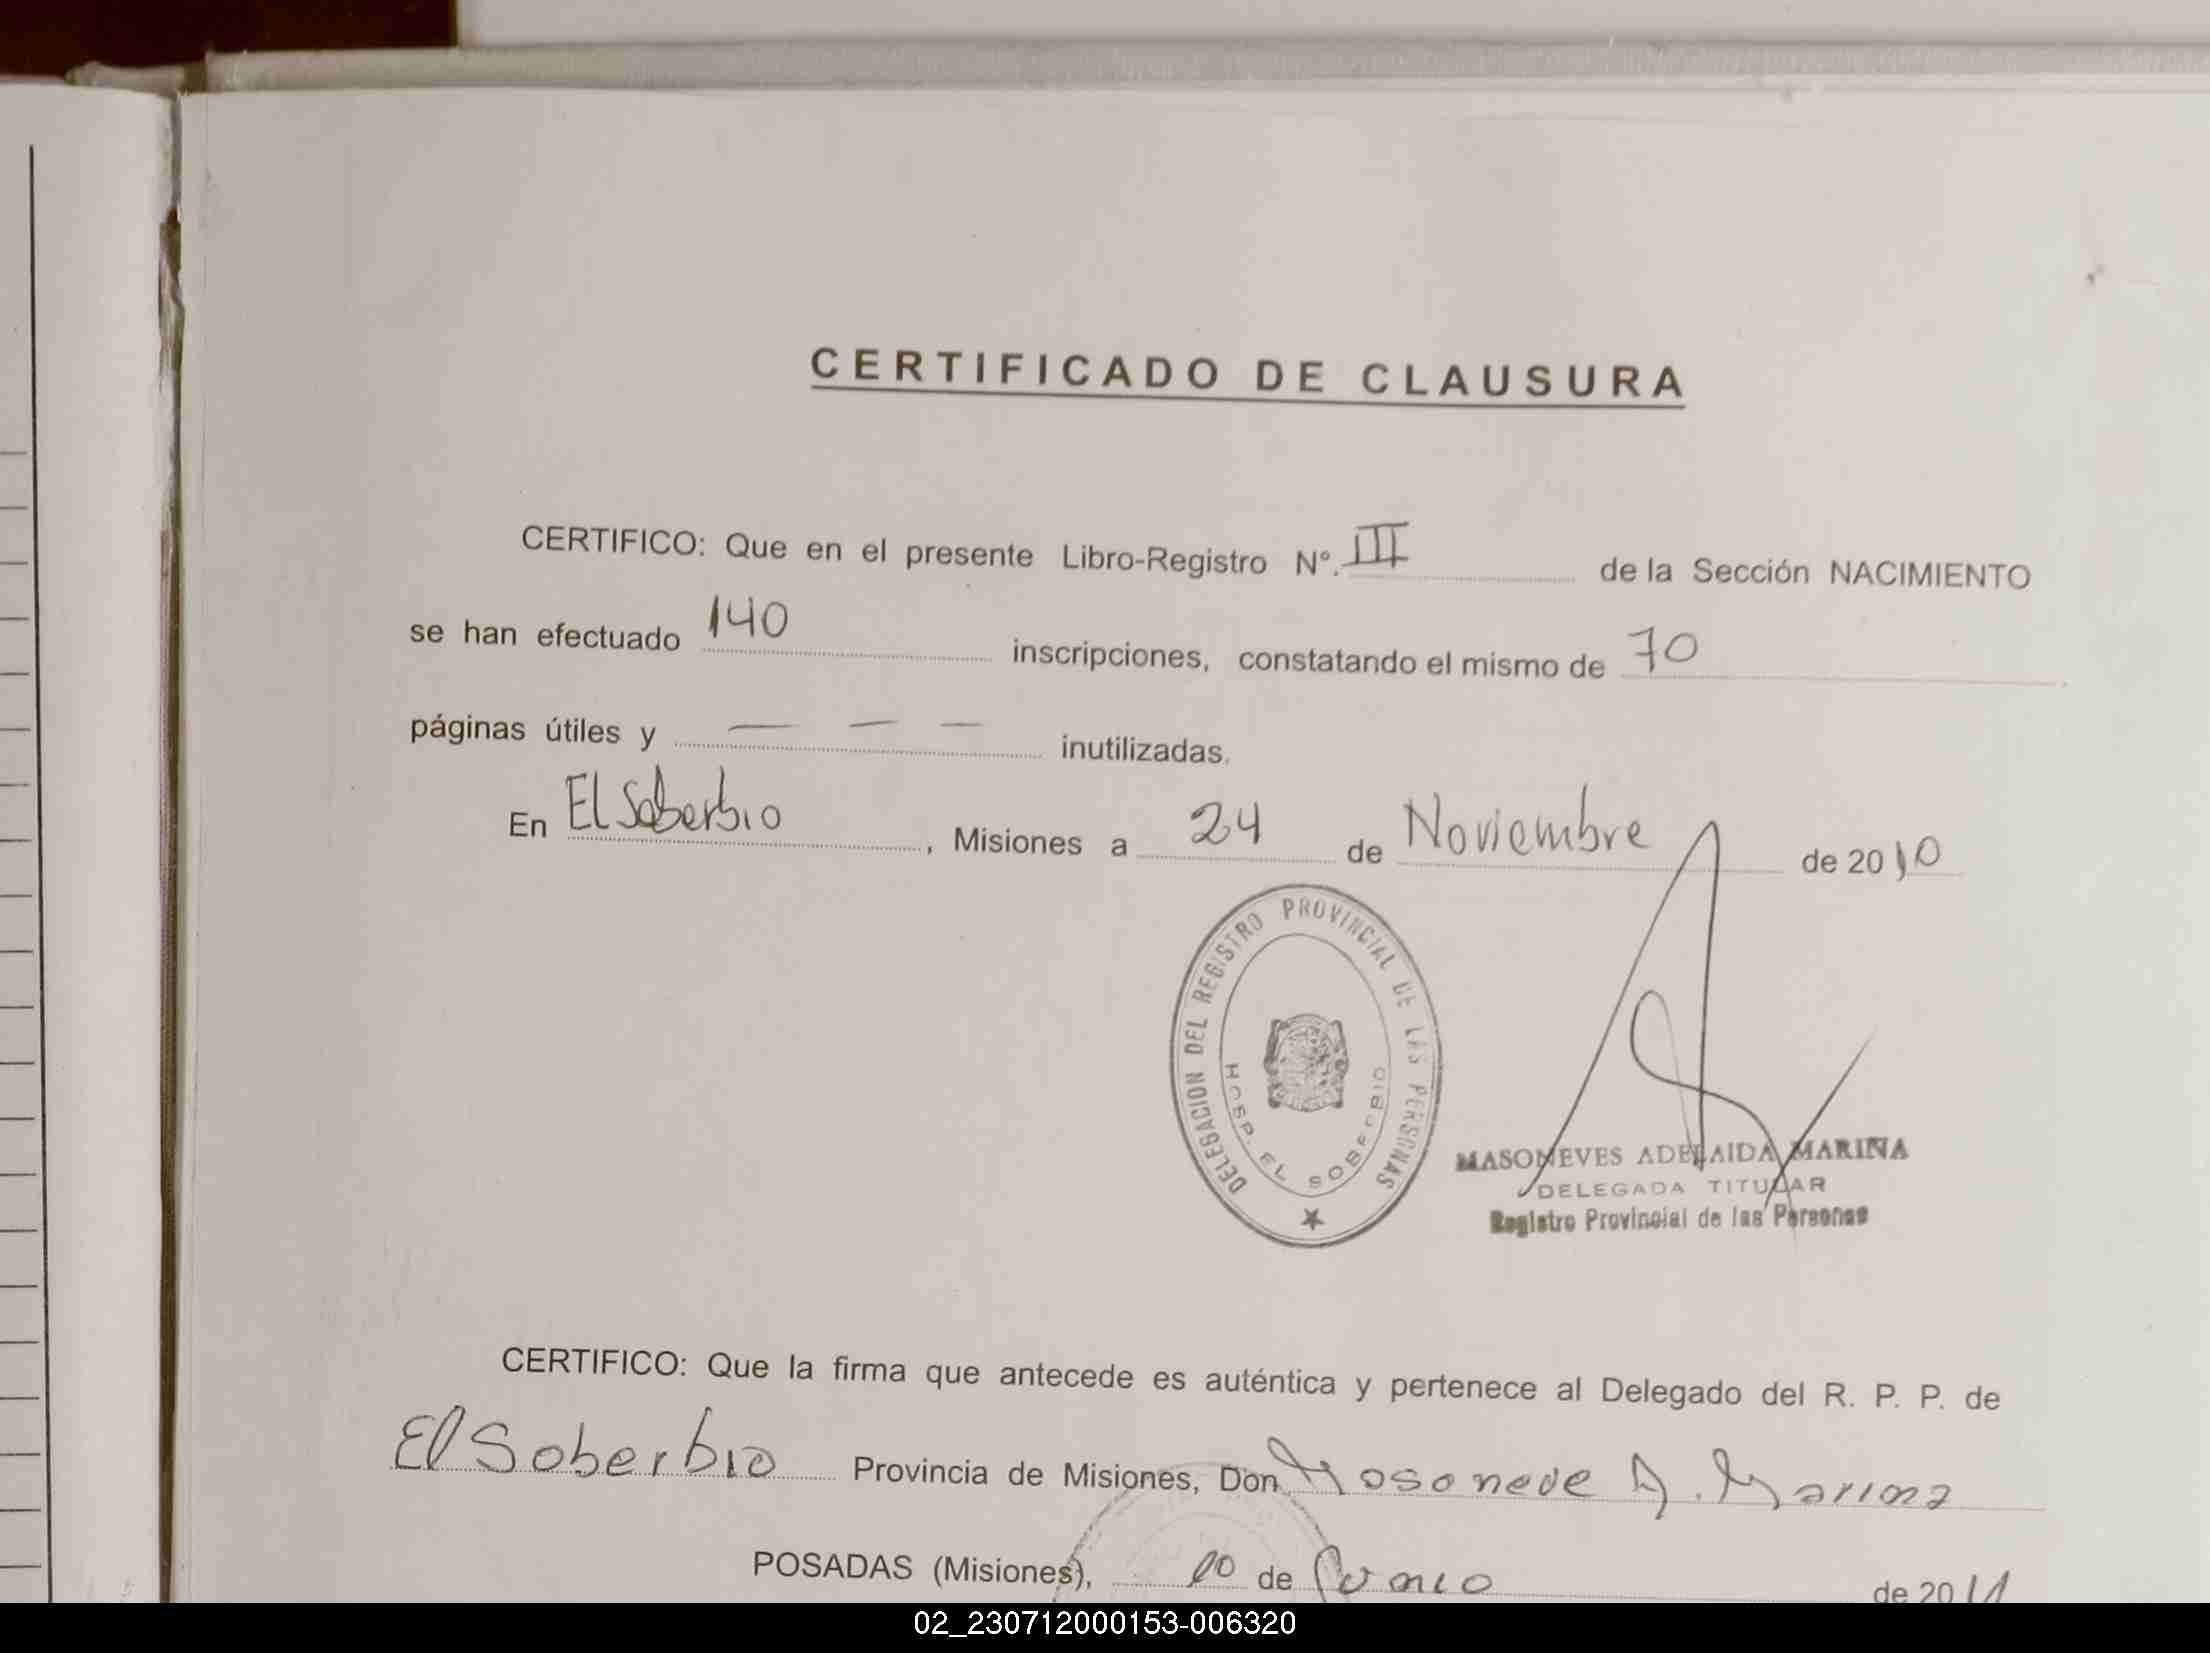 CERTIFICADO DE CLAUSURA
CERTIFICO: Que en el presente Libro-Registro Nº. III de la Sección NACIMIENTO
se han efectuado 140 inscripciones, constatando el mismo de 70
páginas útiles y — — — inutilizadas.
En El Soberbio, Misiones a 24 de Noviembre de 2010
DELEGACION DEL REGISTRO PROVINCIAL DE LAS PERSONAS
HOSP. EL SOBERBIO
MASONEVES ADELAIDA MARINA
DELEGADA TITULAR
Registro Provincial de las Personas
CERTIFICO: Que la firma que antecede es auténtica y pertenece al Delegado del R. P. P. de
El Soberbio Provincia de Misiones, Don Masoneve A. Marina
POSADAS (Misiones), 10 de Junio de 2011
02_230712000153-006320